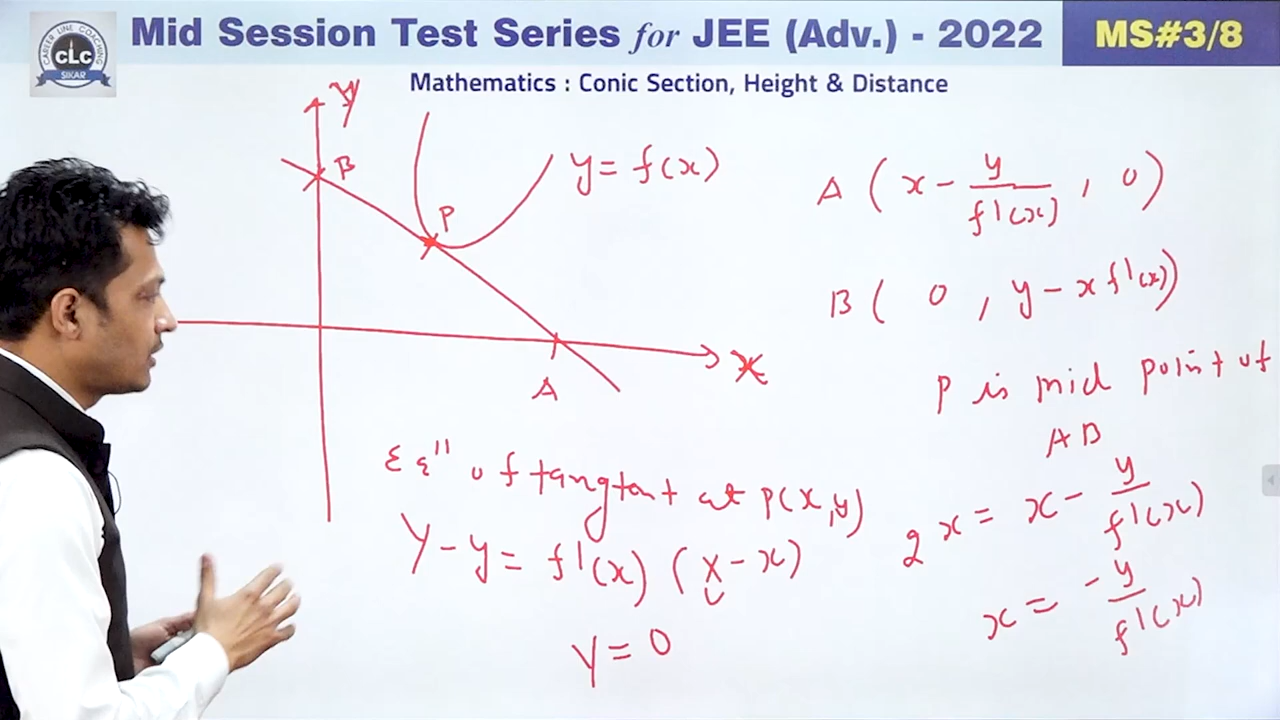 CAREER LINE COACHING
CLC
SIKAR
Mid Session Test Series for JEE (Adv.) - 2022
MS#3/8
Mathematics : Conic Section, Height & Distance
y
B
P
y = f(x)
A
x
A ( x - y/f'(x) , 0 )
B ( 0 , y - x f'(x) )
P is mid point of
AB
2x = x - y/f'(x)
x = -y/f'(x)
Eqⁿ of tangtant at P(x,y)
Y - y = f'(x) (X - x)
Y = 0